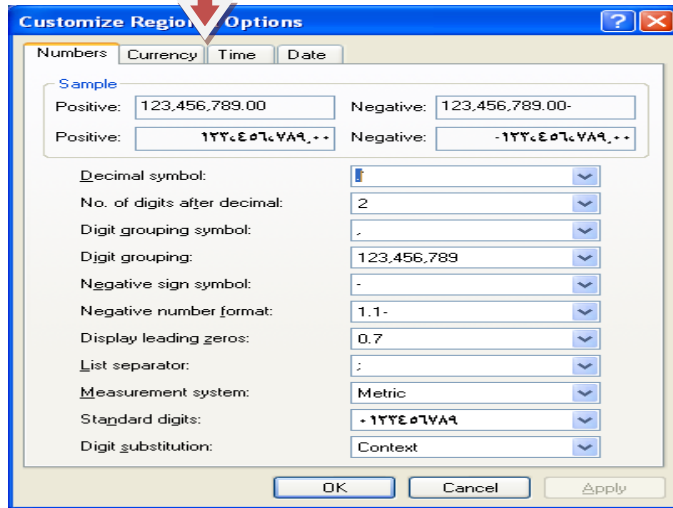 Customize Regional Options
Numbers Currency Time Date
Sample
Positive: 123,456,789.00 Negative: 123,456,789.00-
Positive: ١٢٣،٤٥٦،٧٨٩,٠٠ Negative: -١٢٣،٤٥٦،٧٨٩,٠٠
Decimal symbol:
No. of digits after decimal: 2
Digit grouping symbol: ,
Digit grouping: 123,456,789
Negative sign symbol: -
Negative number format: 1.1-
Display leading zeros: 0.7
List separator: ;
Measurement system: Metric
Standard digits: ٠١٢٣٤٥٦٧٨٩
Digit substitution: Context
OK Cancel Apply